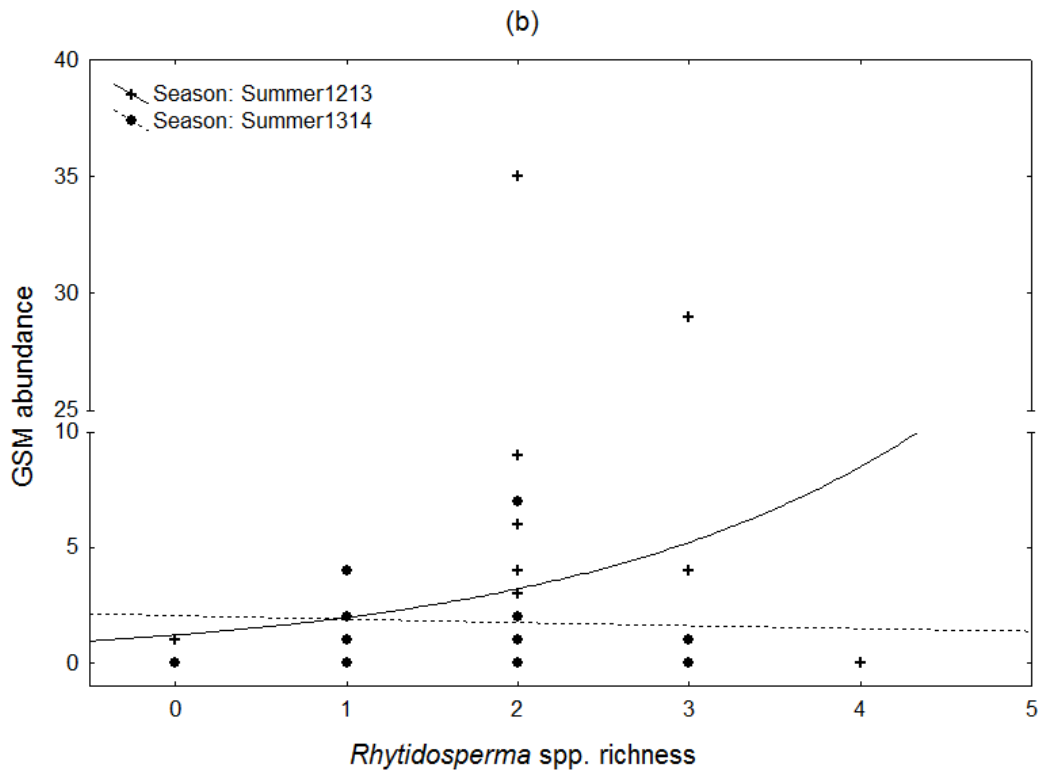 (b)
40
Season: Summer1213
Season: Summer1314
35
30
25
10
5
0
GSM abundance
0 1 2 3 4 5
Rhytidosperma spp. richness